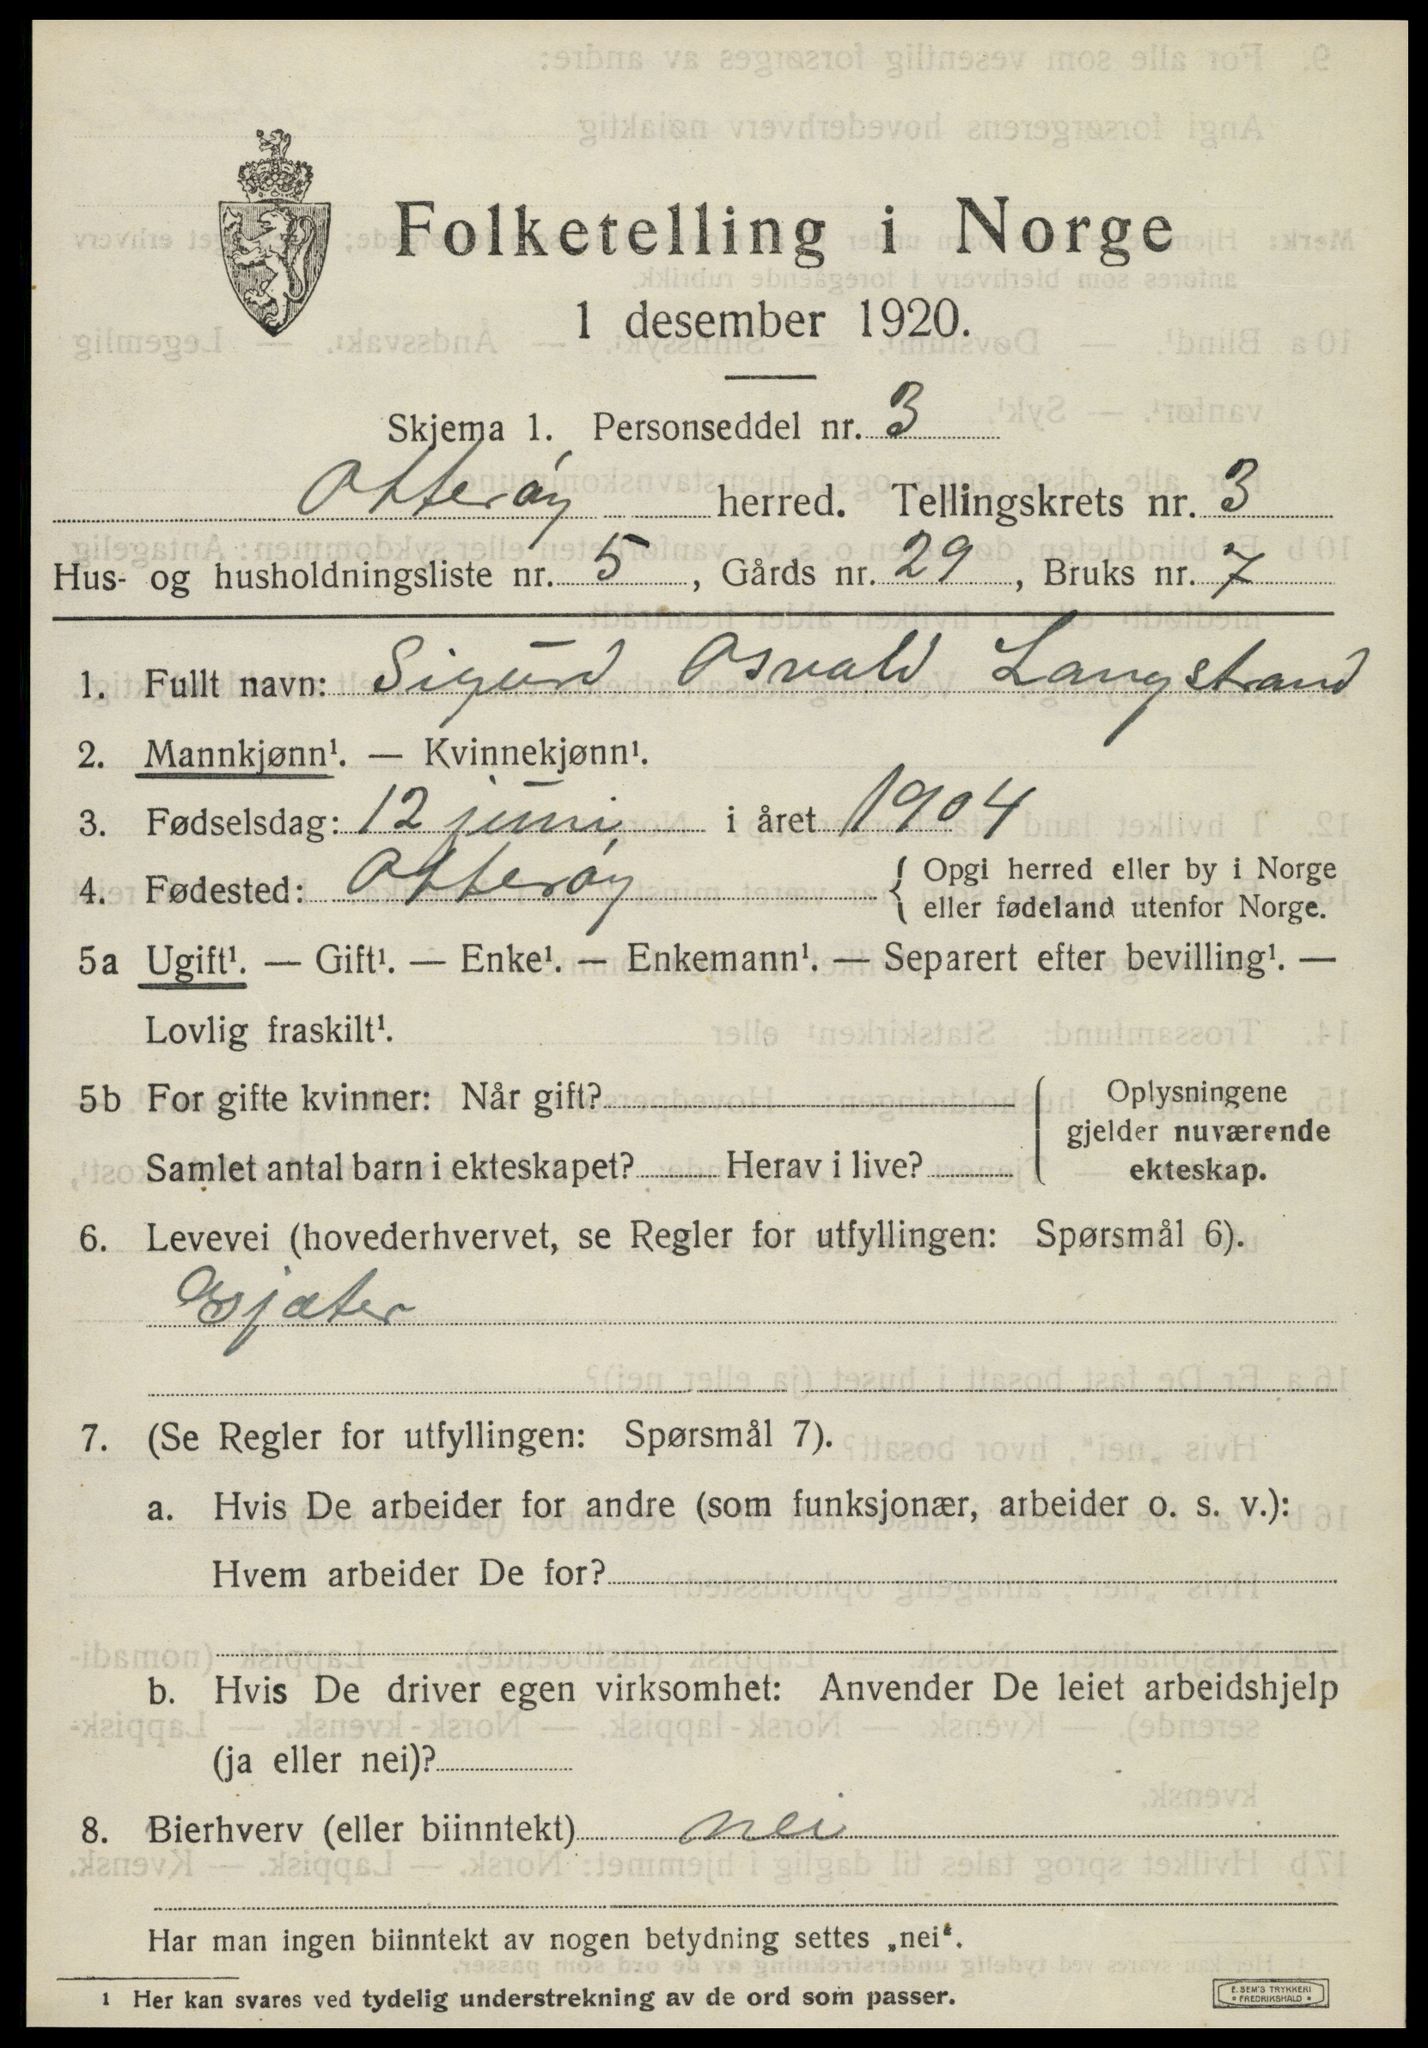 Folketelling i Norge
1 desember 1920.
Skjema 1. Personseddel nr. 3
Otterøy herred. Tellingskrets nr. 3
Hus- og husholdningsliste nr. 5, Gårds nr. 29, Bruks nr. 7
1. Fullt navn: Sigurd Osvald Langstrand
2. Mannkjønn¹. — Kvinnekjønn¹.
3. Fødselsdag: 12 juni i året 1904
4. Fødested: Otterøy { Opgi herred eller by i Norge
eller fødeland utenfor Norge.
5a Ugift¹. — Gift¹. — Enke¹. — Enkemann¹. — Separert efter bevilling¹. —
Lovlig fraskilt¹.
5b For gifte kvinner: Når gift?
Samlet antal barn i ekteskapet? Herav i live?
Oplysningene
gjelder nuværende
ekteskap.
6. Levevei (hovederhvervet, se Regler for utfyllingen: Spørsmål 6).
Gjæter
7. (Se Regler for utfyllingen: Spørsmål 7).
a. Hvis De arbeider for andre (som funksjonær, arbeider o. s. v.):
Hvem arbeider De for?
b. Hvis De driver egen virksomhet: Anvender De leiet arbeidshjelp
(ja eller nei)?
8. Bierhverv (eller biinntekt) nei
Har man ingen biinntekt av nogen betydning settes „nei“.
¹ Her kan svares ved tydelig understrekning av de ord som passer.
E. SEM'S TRYKKERI
FREDRIKSHALD